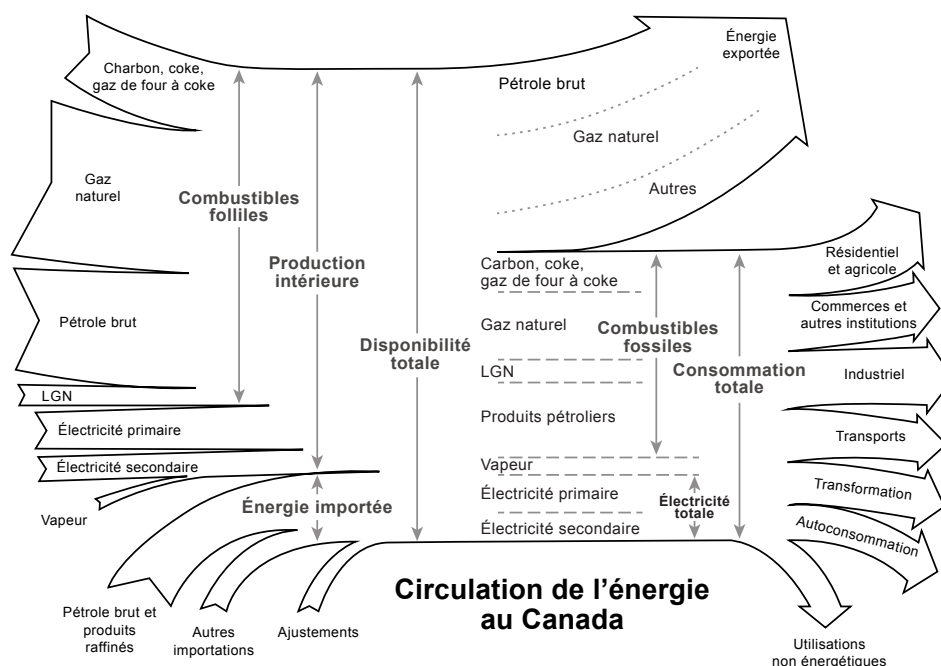 Charbon, coke,
gaz de four à coke
Gaz
naturel
Pétrole brut
LGN
Électricité primaire
Électricité secondaire
Vapeur
Pétrole brut et
produits
raffinés
Autres
importations
Ajustements
Combustibles
folliles
Production
intérieure
Énergie importée
Disponibilité
totale
Énergie
exportée
Pétrole brut
Gaz naturel
Autres
Carbon, coke,
gaz de four à coke
Gaz naturel
LGN
Produits pétroliers
Vapeur
Électricité primaire
Électricité secondaire
Combustibles
fossiles
Électricité
totale
Consommation
totale
Résidentiel
et agricole
Commerces et
autres institutions
Industriel
Transports
Transformation
Autoconsommation
Utilisations
non énergétiques
Circulation de l’énergie
au Canada